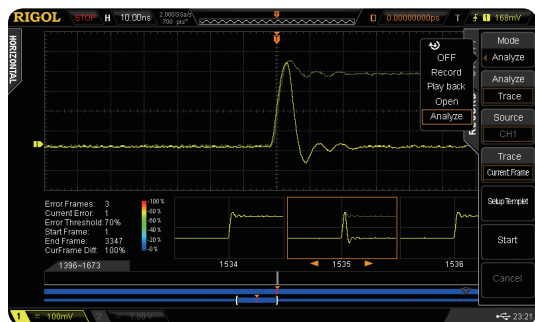 RIGOL STOP H 10.00ns 2.000GSa/s 700 pts D 0.00000000ps T 1 168mV
HORIZONTAL
T
Mode
Analyze
OFF
Record
Play back
Open
Analyze
Analyze
Trace
Source
CH1
Trace
Current Frame
Setup Templet
Start
Cancel
1
Error Frames: 3
Current Error: 1
Error Threshold: 70%
Start Frame: 1
End Frame: 3347
CurFrame Diff: 100%
100%
80%
60%
40%
20%
0%
1396~1673 1534 1535 1536
1 = 100mV 2 = 1.00 V 23:21